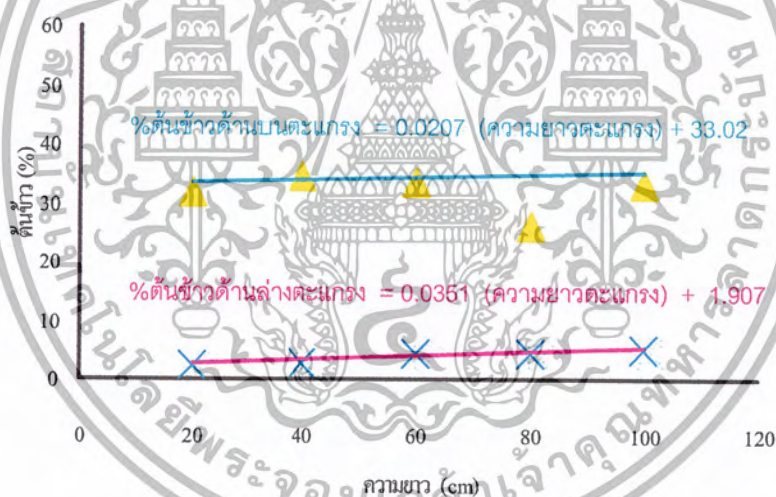 60
50
%ต้นข้าวด้านบนตะแกรง = 0.0207 (ความยาวตะแกรง) + 33.02
40
ต้นข้าว (%)
30
20
%ต้นข้าวด้านล่างตะแกรง = 0.0351 (ความยาวตะแกรง) + 1.907
10
0
0 20 40 60 80 100 120
ความยาว (cm)